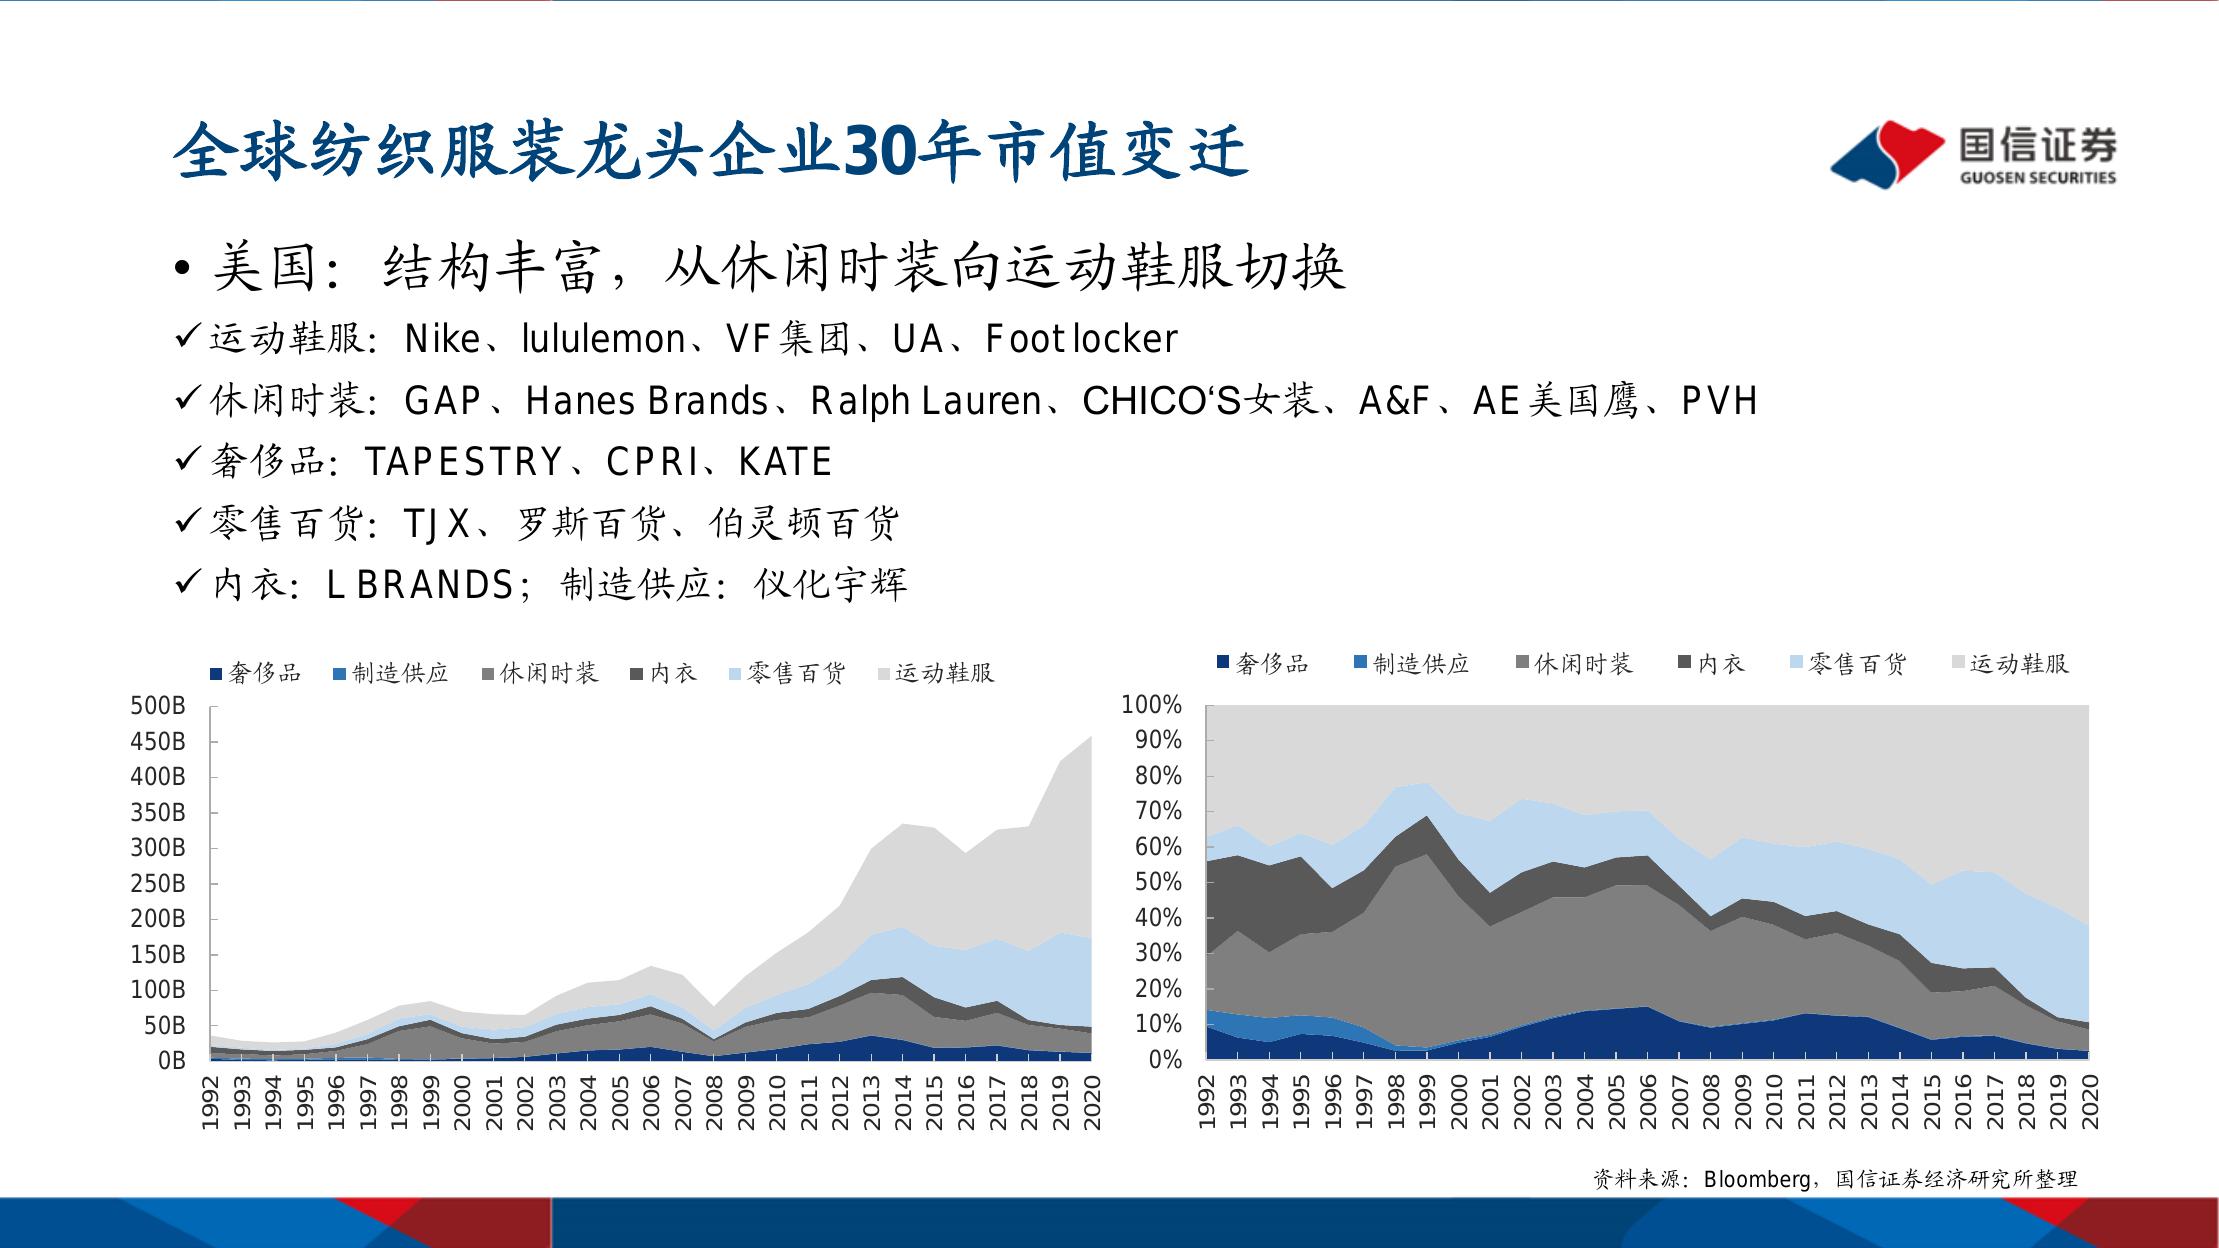 全球纺织服装龙头企业30年市值变迁
国信证券
GUOSEN SECURITIES
• 美国：结构丰富，从休闲时装向运动鞋服切换
✓ 运动鞋服：Nike、lululemon、VF集团、UA、Foot locker
✓ 休闲时装：GAP、Hanes Brands、Ralph Lauren、CHICO‘S女装、A&F、AE美国鹰、PVH
✓ 奢侈品：TAPESTRY、CPRI、KATE
✓ 零售百货：TJX、罗斯百货、伯灵顿百货
✓ 内衣：L BRANDS；制造供应：仪化宇辉
奢侈品 制造供应 休闲时装 内衣 零售百货 运动鞋服
500B
450B
400B
350B
300B
250B
200B
150B
100B
50B
0B
1992 1993 1994 1995 1996 1997 1998 1999 2000 2001 2002 2003 2004 2005 2006 2007 2008 2009 2010 2011 2012 2013 2014 2015 2016 2017 2018 2019 2020
奢侈品 制造供应 休闲时装 内衣 零售百货 运动鞋服
100%
90%
80%
70%
60%
50%
40%
30%
20%
10%
0%
1992 1993 1994 1995 1996 1997 1998 1999 2000 2001 2002 2003 2004 2005 2006 2007 2008 2009 2010 2011 2012 2013 2014 2015 2016 2017 2018 2019 2020
资料来源：Bloomberg，国信证券经济研究所整理